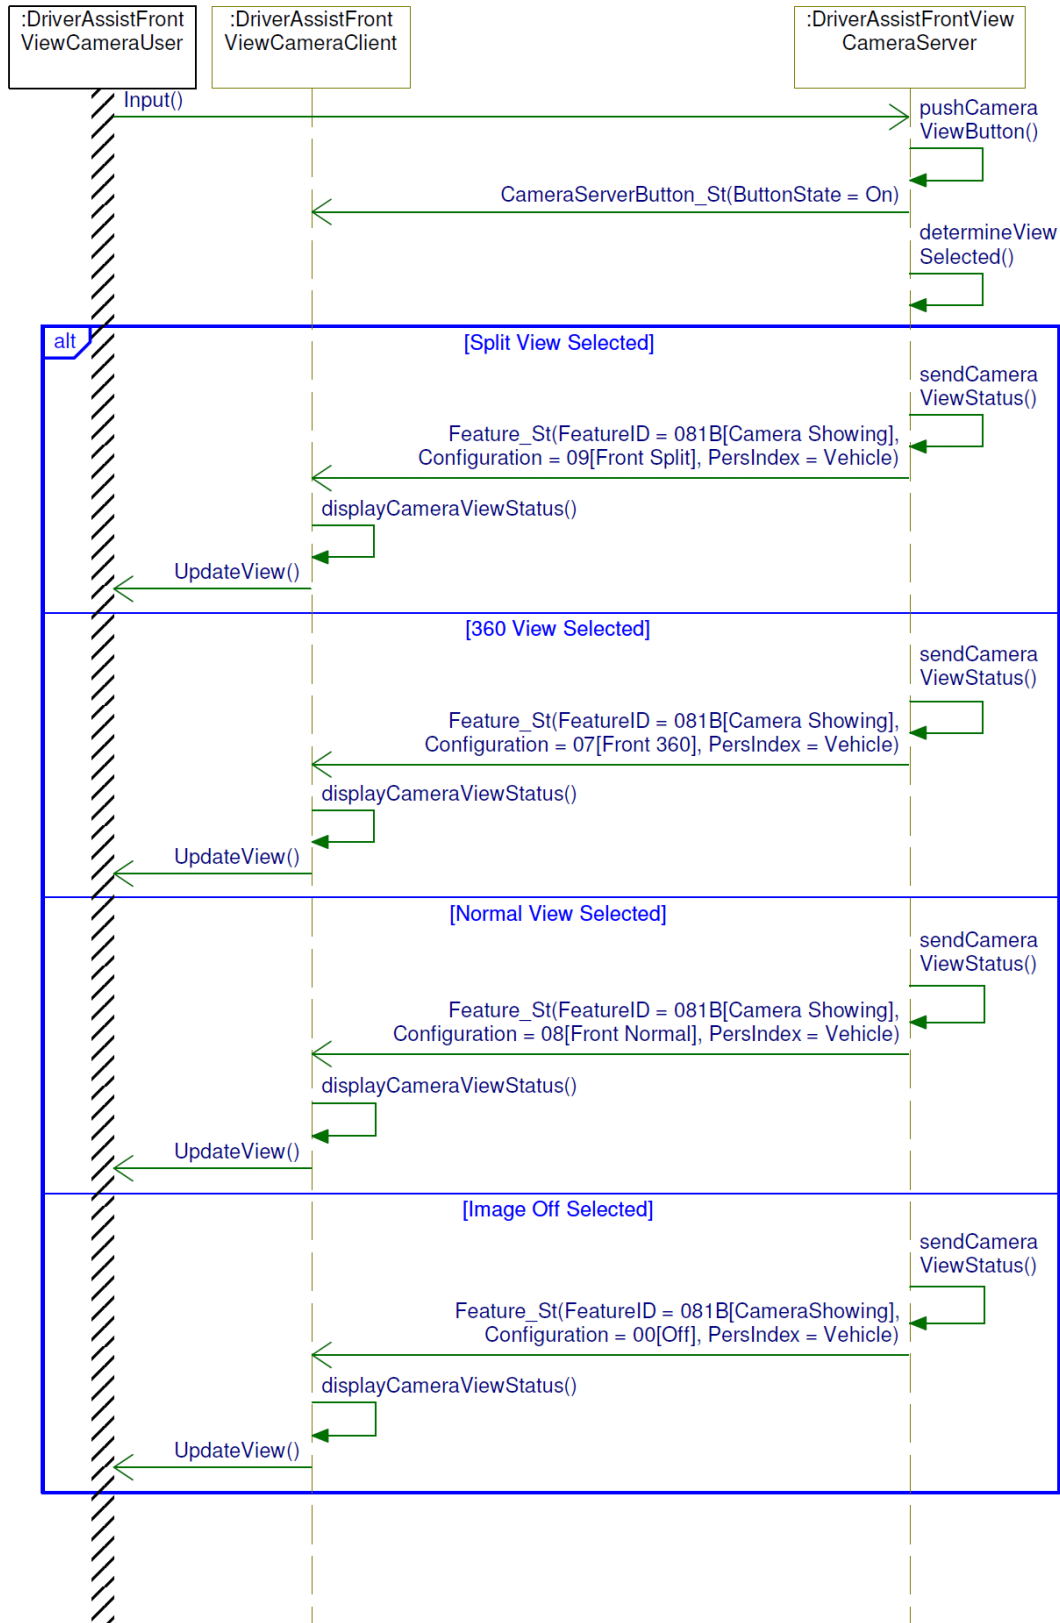 :DriverAssistFront
ViewCameraUser
:DriverAssistFront
ViewCameraClient
:DriverAssistFrontView
CameraServer
Input()
pushCamera
ViewButton()
CameraServerButton_St(ButtonState = On)
determineView
Selected()
alt
[Split View Selected]
sendCamera
ViewStatus()
Feature_St(FeatureID = 081B[Camera Showing],
Configuration = 09[Front Split], PersIndex = Vehicle)
displayCameraViewStatus()
UpdateView()
[360 View Selected]
sendCamera
ViewStatus()
Feature_St(FeatureID = 081B[Camera Showing],
Configuration = 07[Front 360], PersIndex = Vehicle)
displayCameraViewStatus()
UpdateView()
[Normal View Selected]
sendCamera
ViewStatus()
Feature_St(FeatureID = 081B[Camera Showing],
Configuration = 08[Front Normal], PersIndex = Vehicle)
displayCameraViewStatus()
UpdateView()
[Image Off Selected]
sendCamera
ViewStatus()
Feature_St(FeatureID = 081B[CameraShowing],
Configuration = 00[Off], PersIndex = Vehicle)
displayCameraViewStatus()
UpdateView()